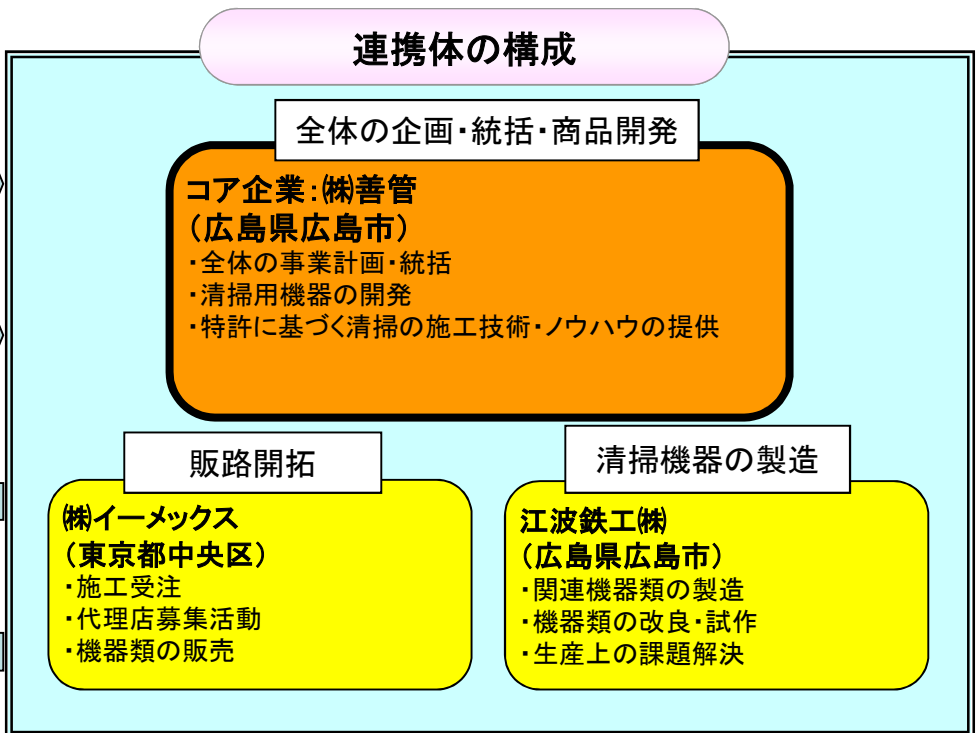 連携体の構成
全体の企画・統括・商品開発
コア企業：㈱善管
（広島県広島市）
・全体の事業計画・統括
・清掃用機器の開発
・特許に基づく清掃の施工技術・ノウハウの提供
販路開拓
㈱イーメックス
（東京都中央区）
・施工受注
・代理店募集活動
・機器類の販売
清掃機器の製造
江波鉄工㈱
（広島県広島市）
・関連機器類の製造
・機器類の改良・試作
・生産上の課題解決